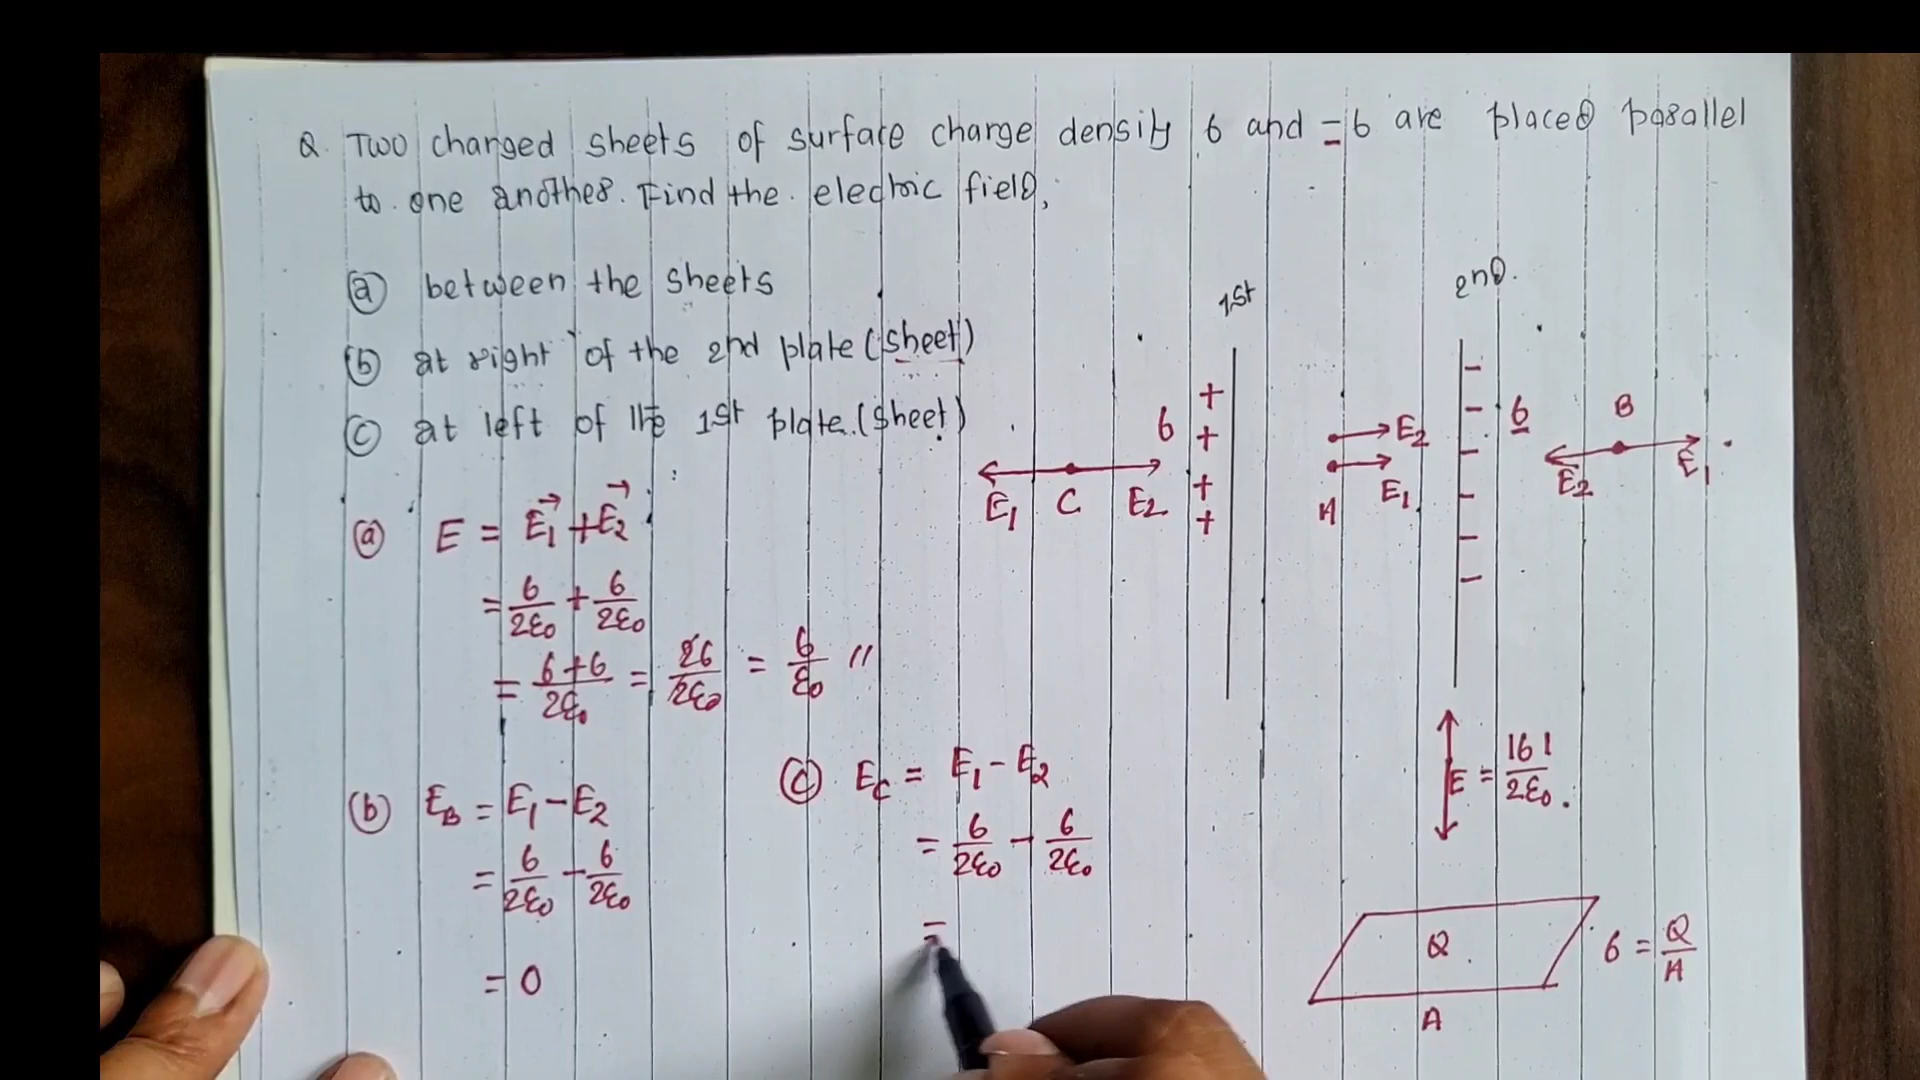 Q. Two charged sheets of surface charge density σ and -σ are placed parallel
to one another. Find the electric field,
(a) between the sheets
(b) at right of the 2nd plate (sheet)
(c) at left of the 1st plate. (sheet)
1st
2nd.
σ
+
+
+
+
-
-
-
-
-
-
σ
E₁ C E₂
E₂
E₁
A
B
E₂ E₁
(a) E = E⃗₁ + E⃗₂
= σ/2ε₀ + σ/2ε₀
= σ+σ/2ε₀ = 2σ/2ε₀ = σ/ε₀ //
(b) E_B = E₁ - E₂
= σ/2ε₀ - σ/2ε₀
= 0
(c) E_C = E₁ - E₂
= σ/2ε₀ - σ/2ε₀
=
E = |σ|/2ε₀.
Q
A
σ = Q/A